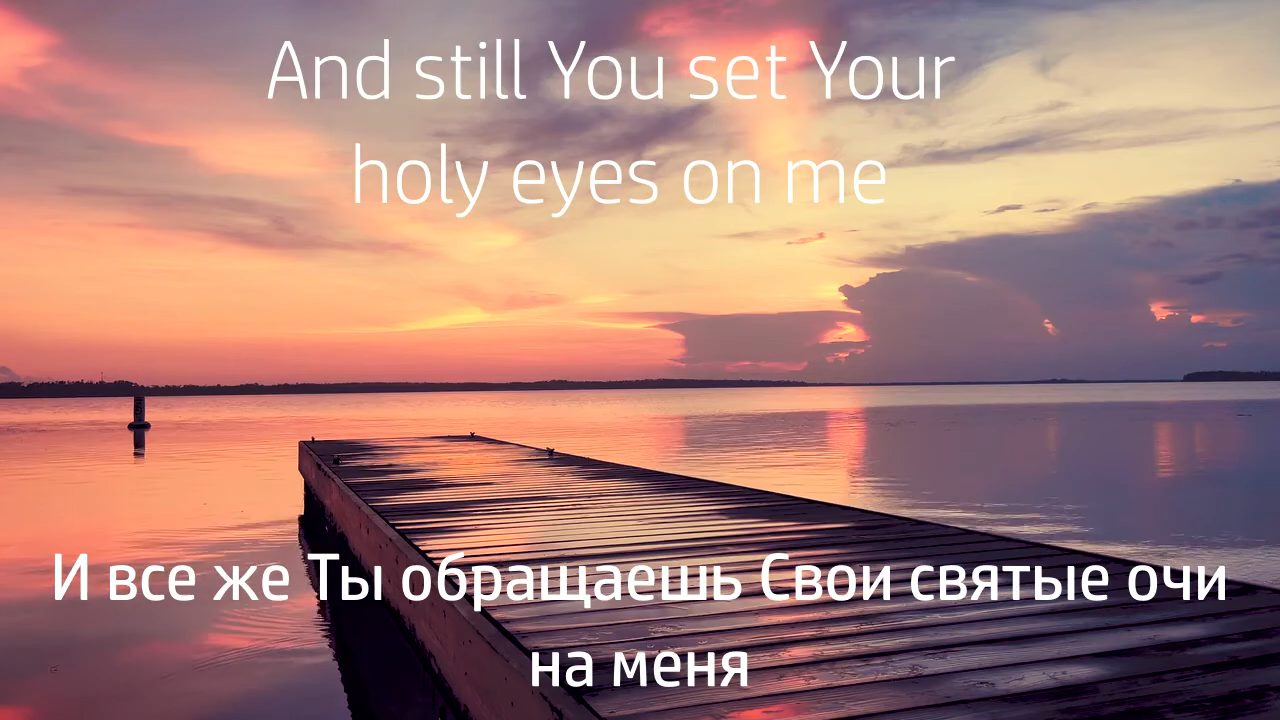 And still You set Your
holy eyes on me
И все же Ты обращаешь Свои святые очи
на меня